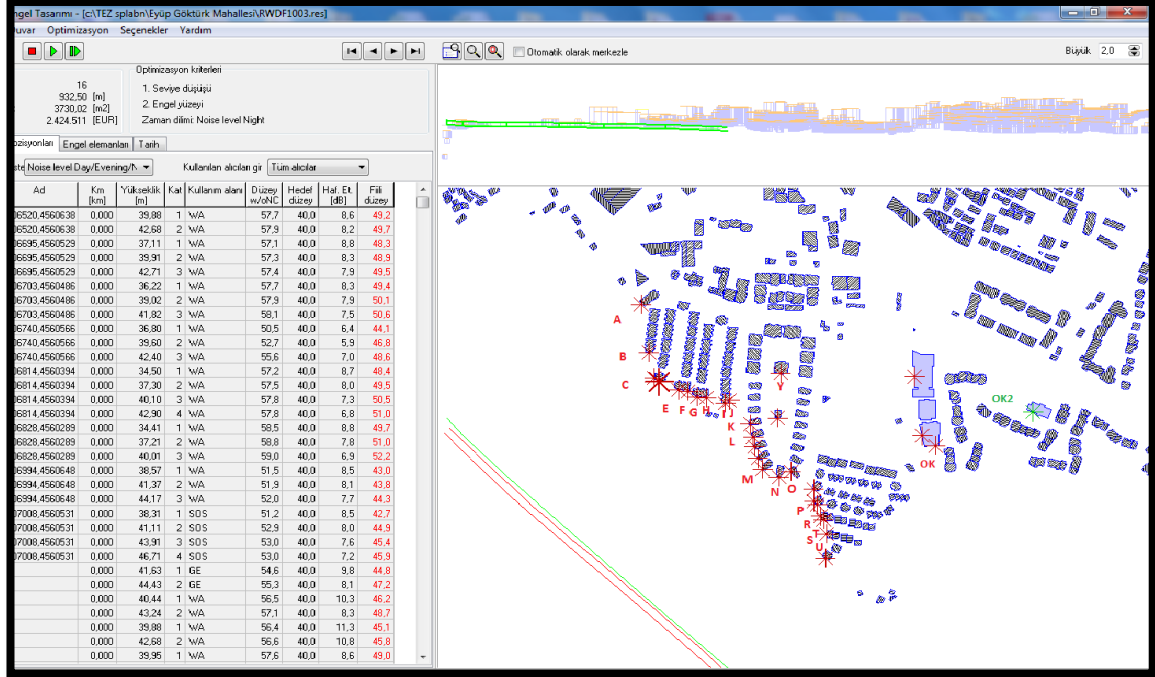 ngel Tasarımı - [c:\TEZ splabn\Eyüp Göktürk Mahallesi\RWDF1003.res]
uvar Optimizasyon Seçenekler Yardım
Otomatik olarak merkezle
Büyük 2,0
Optimizasyon kriterleri
16
932,50 [m]
3730,02 [m2]
2.424.511 [EUR]
1. Seviye düşüşü
2. Engel yüzeyi
Zaman dilimi: Noise level Night
ozisyonları Engel elemanları Tarih
ste Noise level Day/Evening/N Kullanılan alıcıları gir Tüm alıcılar
Ad Km [km] Yükseklik [m] Kat Kullanım alanı Düzey w/oNC Hedef düzey Haf. Et. [dB] Fiili düzey
06520,4560638 0,000 39,88 1 WA 57,7 40,0 8,6 49,2
06520,4560638 0,000 42,68 2 WA 57,9 40,0 8,2 49,7
06695,4560529 0,000 37,11 1 WA 57,1 40,0 8,8 48,3
06695,4560529 0,000 39,91 2 WA 57,3 40,0 8,3 48,9
06695,4560529 0,000 42,71 3 WA 57,4 40,0 7,9 49,5
06703,4560486 0,000 36,22 1 WA 57,7 40,0 8,3 49,4
06703,4560486 0,000 39,02 2 WA 57,9 40,0 7,9 50,1
06703,4560486 0,000 41,82 3 WA 58,1 40,0 7,5 50,6
06740,4560566 0,000 36,80 1 WA 50,5 40,0 6,4 44,1
06740,4560566 0,000 39,60 2 WA 52,7 40,0 5,9 46,8
06740,4560566 0,000 42,40 3 WA 55,6 40,0 7,0 48,6
06814,4560394 0,000 34,50 1 WA 57,2 40,0 8,7 48,4
06814,4560394 0,000 37,30 2 WA 57,5 40,0 8,0 49,5
06814,4560394 0,000 40,10 3 WA 57,8 40,0 7,3 50,5
06814,4560394 0,000 42,90 4 WA 57,8 40,0 6,8 51,0
06828,4560289 0,000 34,41 1 WA 58,5 40,0 8,8 49,7
06828,4560289 0,000 37,21 2 WA 58,8 40,0 7,8 51,0
06828,4560289 0,000 40,01 3 WA 59,0 40,0 6,9 52,2
06994,4560648 0,000 38,57 1 WA 51,5 40,0 8,5 43,0
06994,4560648 0,000 41,37 2 WA 51,9 40,0 8,1 43,8
06994,4560648 0,000 44,17 3 WA 52,0 40,0 7,7 44,3
07008,4560531 0,000 38,31 1 SOS 51,2 40,0 8,5 42,7
07008,4560531 0,000 41,11 2 SOS 52,9 40,0 8,0 44,9
07008,4560531 0,000 43,91 3 SOS 53,0 40,0 7,6 45,4
07008,4560531 0,000 46,71 4 SOS 53,0 40,0 7,2 45,9
0,000 41,63 1 GE 54,6 40,0 9,8 44,8
0,000 44,43 2 GE 55,3 40,0 8,1 47,2
0,000 40,44 1 WA 56,5 40,0 10,3 46,2
0,000 43,24 2 WA 57,1 40,0 8,3 48,7
0,000 39,88 1 WA 56,4 40,0 11,3 45,1
0,000 42,68 2 WA 56,6 40,0 10,8 45,8
0,000 39,95 1 WA 57,6 40,0 8,6 49,0
A
B
C
E F G H I J
Y
K
L
M
N
O
P
R
T
S
U
OK
OK2